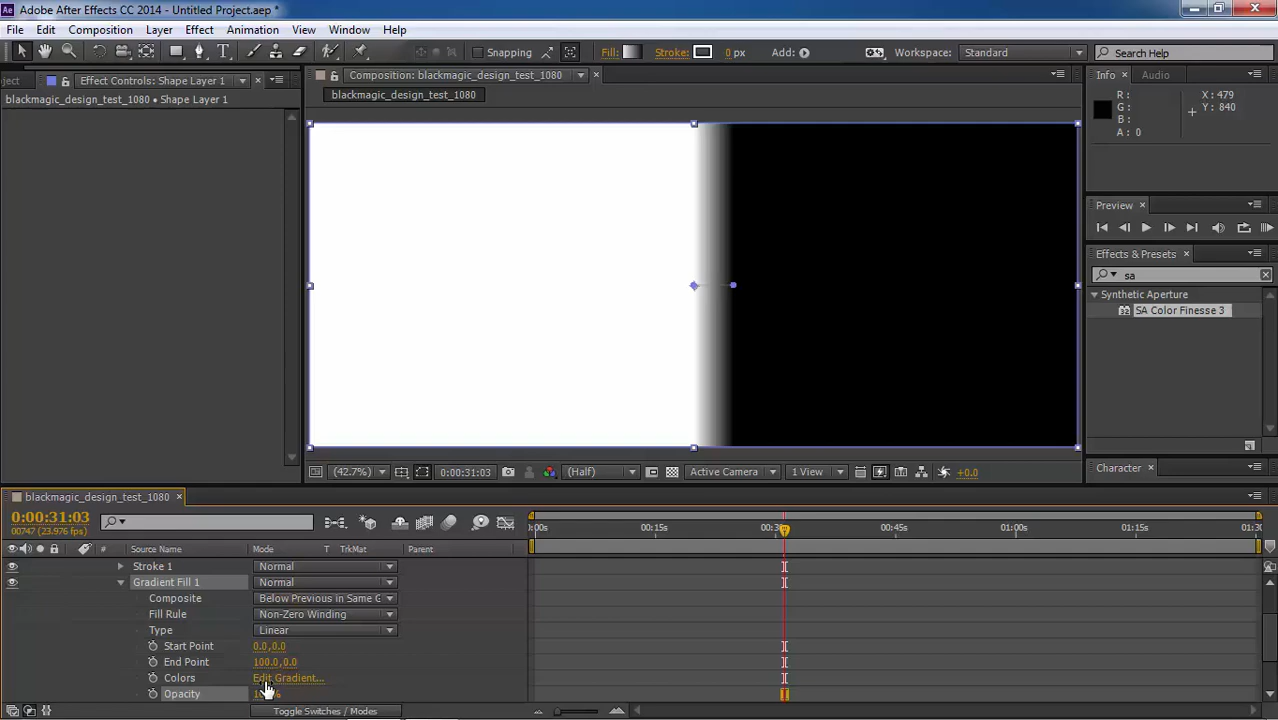 Adobe After Effects CC 2014 - Untitled Project.aep *
File Edit Composition Layer Effect Animation View Window Help
Snapping Fill: Stroke: 0 px Add: Workspace: Standard Search Help
ject Effect Controls: Shape Layer 1 Composition: blackmagic_design_test_1080 Info Audio
blackmagic_design_test_1080 • Shape Layer 1 blackmagic_design_test_1080
R : X : 479
G : Y : 840
B :
A : 0
Preview
Effects & Presets
sa
Synthetic Aperture
SA Color Finesse 3
(42.7%) 0:00:31:03 (Half) Active Camera 1 View +0.0
Character
blackmagic_design_test_1080
0:00:31:03
00747 (23.976 fps)
:00s 00:15s 00:45s 01:00s 01:15s 01:30
# Source Name Mode T TrkMat Parent
Stroke 1 Normal
Gradient Fill 1 Normal
Composite Below Previous in Same G
Fill Rule Non-Zero Winding
Type Linear
Start Point 0.0,0.0
End Point 100.0,0.0
Colors Edit Gradient...
Opacity
Toggle Switches / Modes